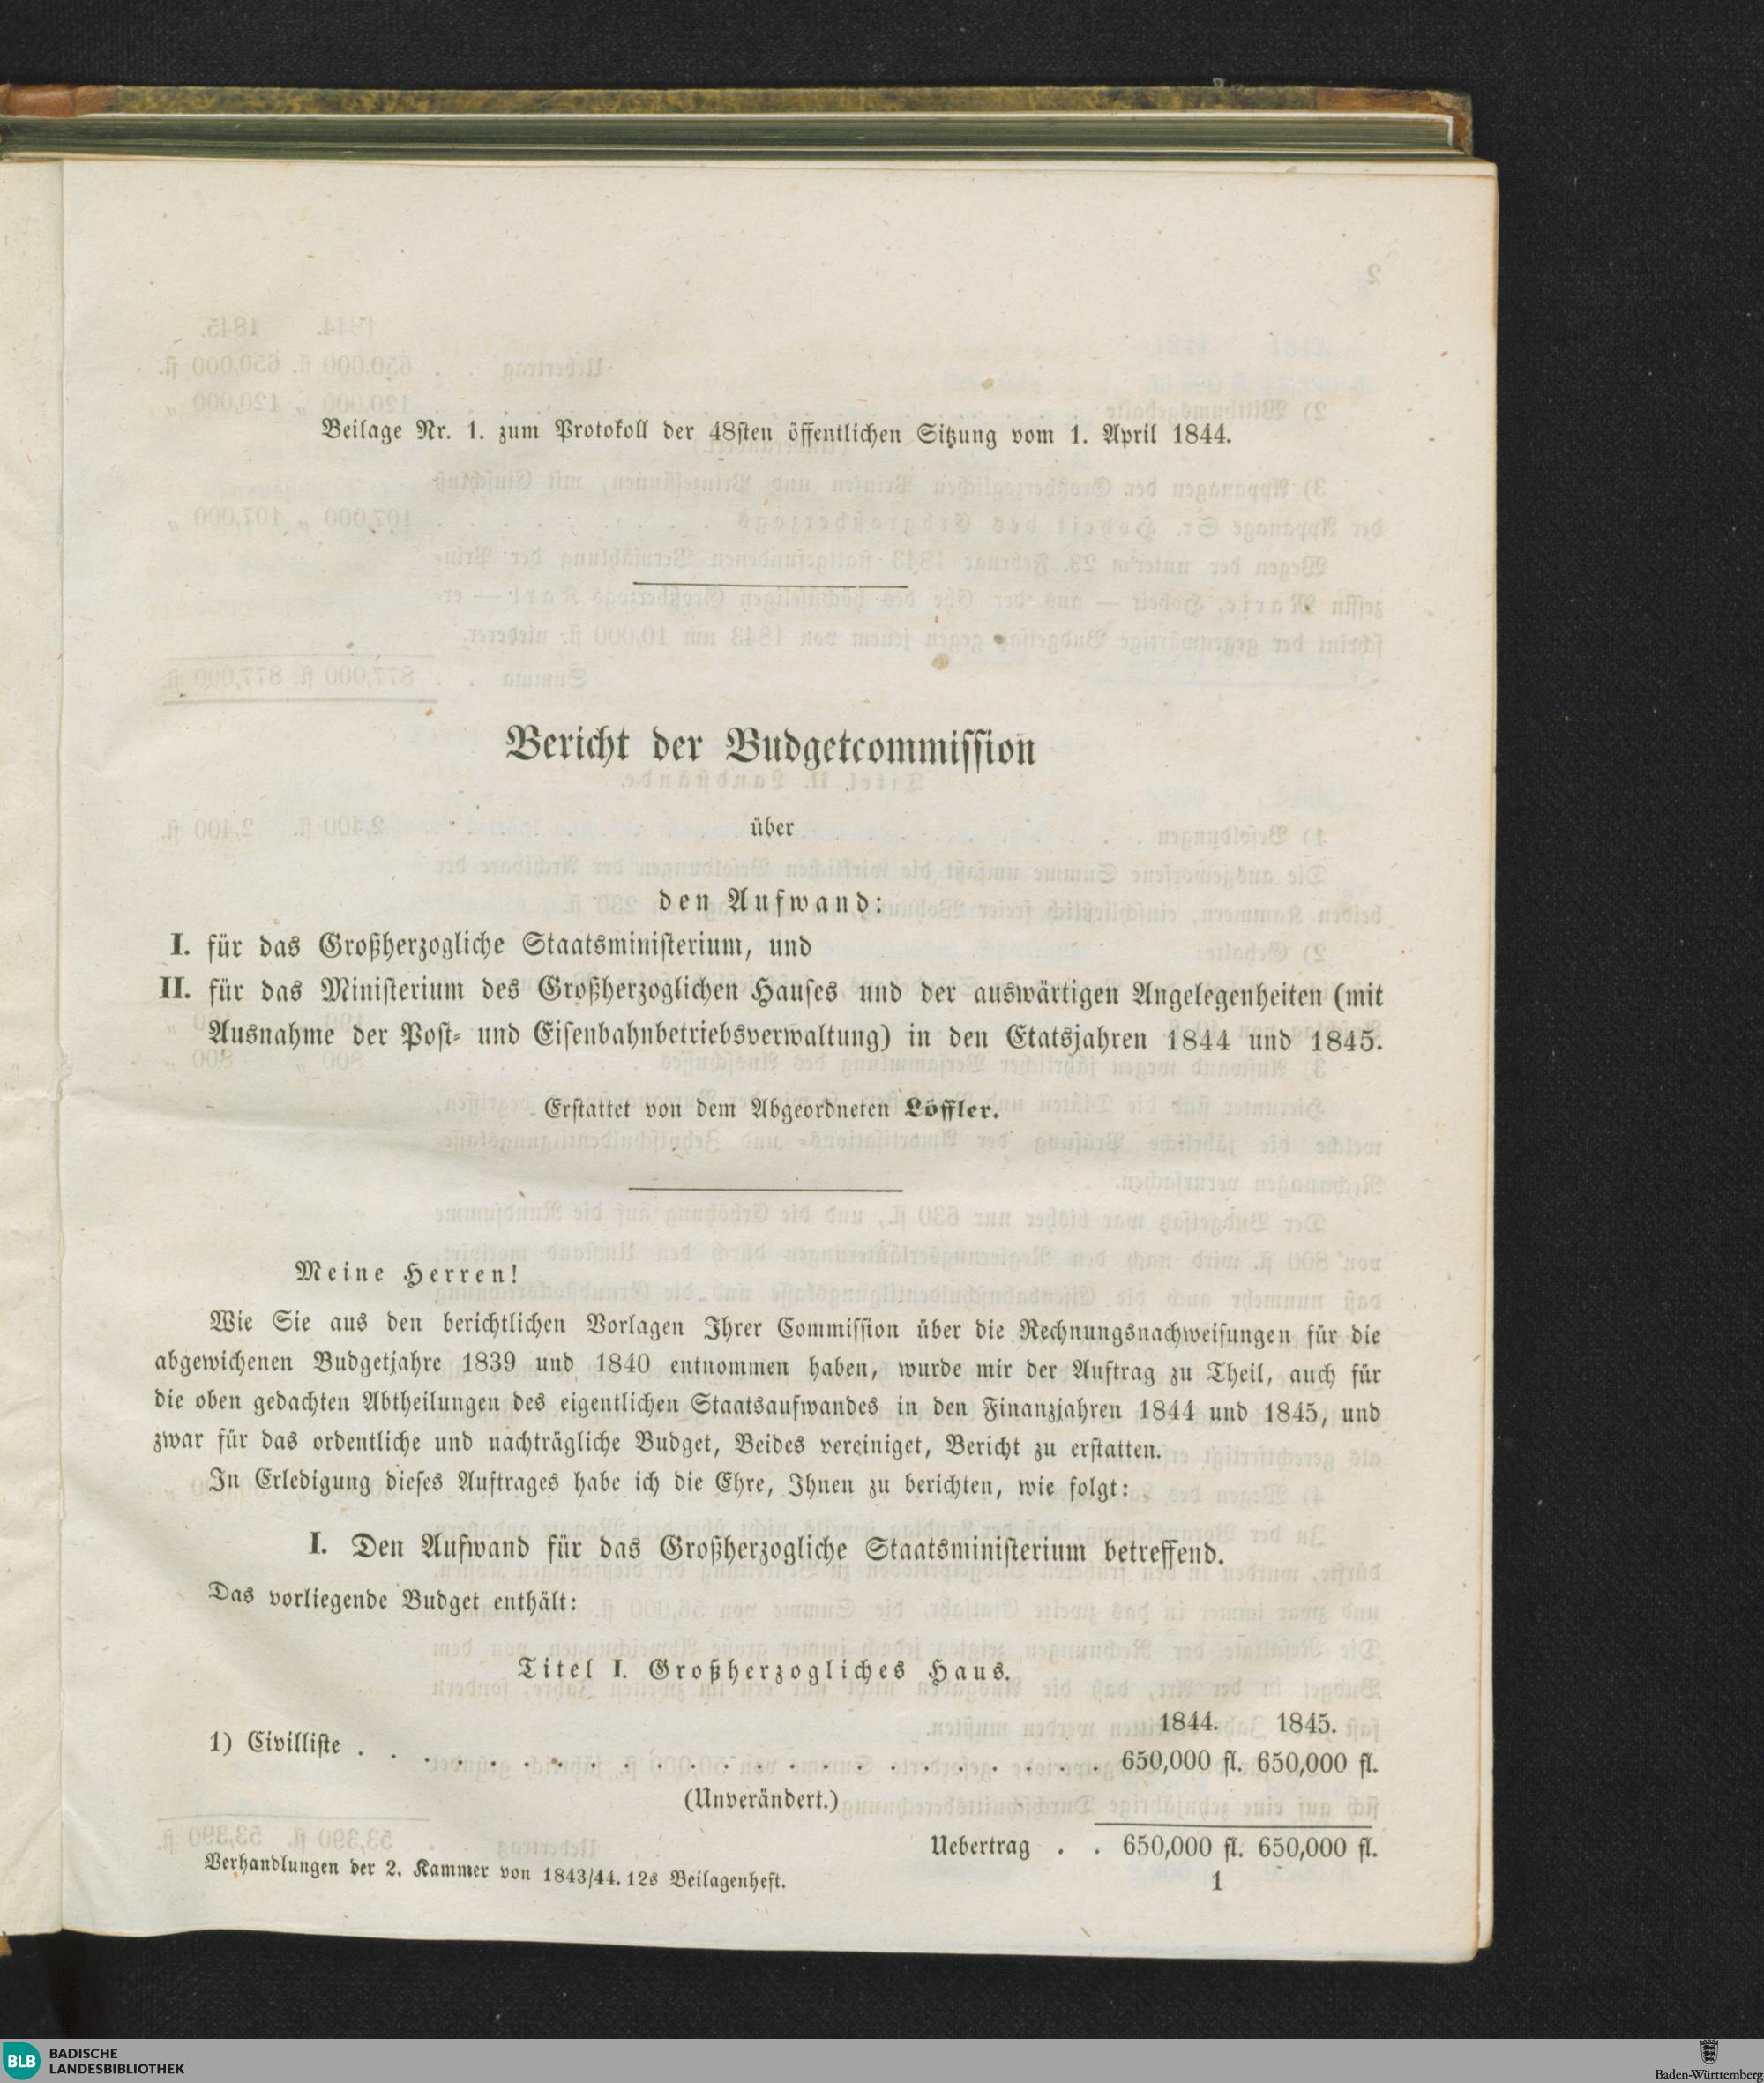 Beilage Nr. 1. zum Protokoll der 48sten öffentlichen Sitzung vom 1. April 1844.
Bericht der Budgetcommission
über
den Aufwand:
I. für das Großherzogliche Staatsministerium, und
II. für das Ministerium des Großherzoglichen Hauses und der auswärtigen Angelegenheiten (mit
Ausnahme der Post- und Eisenbahnbetriebsverwaltung) in den Etatsjahren 1844 und 1845.
Erstattet von dem Abgeordneten Löffler.
Meine Herren!
Wie Sie aus den berichtlichen Vorlagen Ihrer Commission über die Rechnungsnachweisungen für die
abgewichenen Budgetjahre 1839 und 1840 entnommen haben, wurde mir der Auftrag zu Theil, auch für
die oben gedachten Abtheilungen des eigentlichen Staatsaufwandes in den Finanzjahren 1844 und 1845, und
zwar für das ordentliche und nachträgliche Budget, Beides vereiniget, Bericht zu erstatten.
In Erledigung dieses Auftrages habe ich die Ehre, Ihnen zu berichten, wie folgt:
I. Den Aufwand für das Großherzogliche Staatsministerium betreffend.
Das vorliegende Budget enthält:
Titel I. Großherzogliches Haus.
1844. 1845.
1) Civilliste . . . . . . . . . . . . . . . . . . . . . . . 650,000 fl. 650,000 fl.
(Unverändert.)
Uebertrag . . 650,000 fl. 650,000 fl.
Verhandlungen der 2. Kammer von 1843/44. 12s Beilagenheft.
1
BLB BADISCHE
LANDESBIBLIOTHEK
Baden-Württemberg